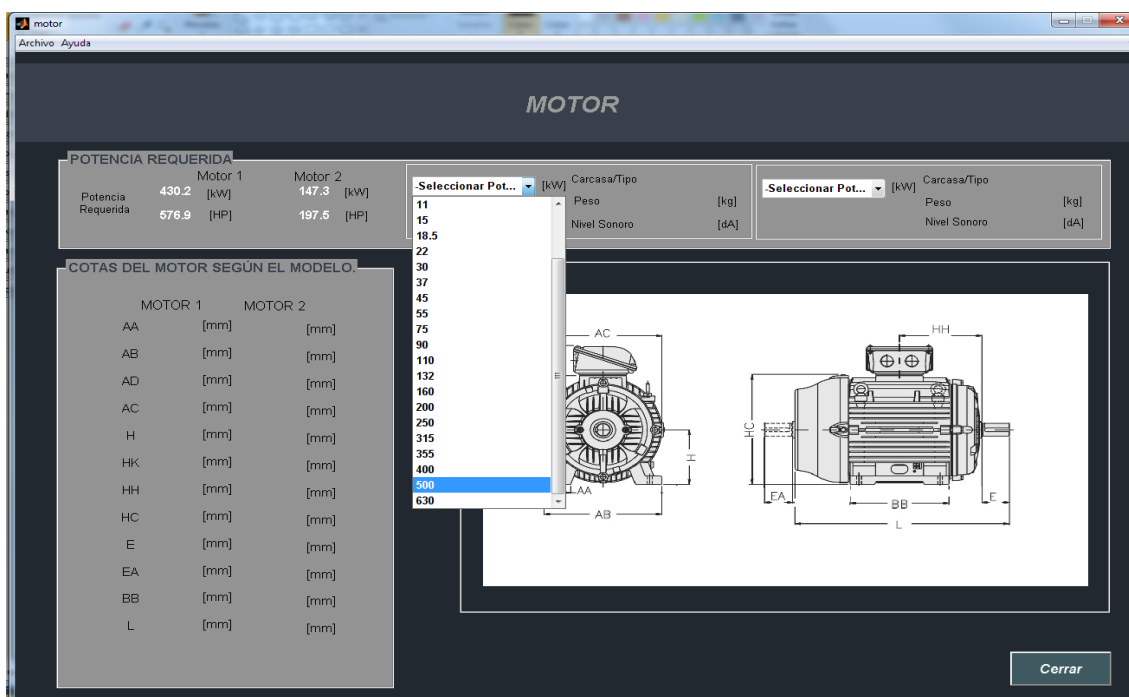 motor
Archivo Ayuda
MOTOR
POTENCIA REQUERIDA
Motor 1 Motor 2
Potencia Requerida
430.2 [kW] 147.3 [kW]
576.9 [HP] 197.5 [HP]
-Seleccionar Pot... [kW]
Carcasa/Tipo
Peso [kg]
Nivel Sonoro [dA]
-Seleccionar Pot... [kW]
Carcasa/Tipo
Peso [kg]
Nivel Sonoro [dA]
11
15
18.5
22
30
37
45
55
75
90
110
132
160
200
250
315
355
400
500
630
COTAS DEL MOTOR SEGÚN EL MODELO.
MOTOR 1 MOTOR 2
AA [mm] [mm]
AB [mm] [mm]
AD [mm] [mm]
AC [mm] [mm]
H [mm] [mm]
HK [mm] [mm]
HH [mm] [mm]
HC [mm] [mm]
E [mm] [mm]
EA [mm] [mm]
BB [mm] [mm]
L [mm] [mm]
AC
H
AA
AB
HH
HC
EA
BB
E
L
Cerrar